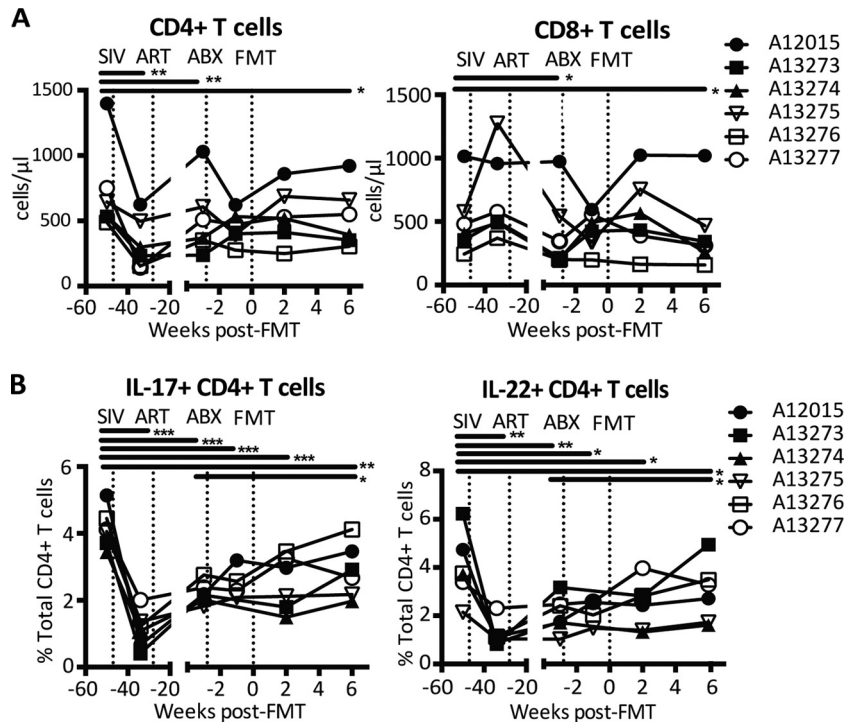 A
CD4+ T cells
SIV ART ABX FMT
**
**
*
1500
1000
500
0
cells/µl
-60 -40 -20 -2 0 2 4 6
Weeks post-FMT
CD8+ T cells
SIV ART ABX FMT
*
*
1500
1000
500
0
cells/µl
-60 -40 -20 -2 0 2 4 6
Weeks post-FMT
A12015
A13273
A13274
A13275
A13276
A13277
B
IL-17+ CD4+ T cells
SIV ART ABX FMT
***
***
***
***
**
*
6
4
2
0
% Total CD4+ T cells
-60 -40 -20 -2 0 2 4 6
Weeks post-FMT
IL-22+ CD4+ T cells
SIV ART ABX FMT
**
**
*
*
*
*
8
6
4
2
0
% Total CD4+ T cells
-60 -40 -20 -2 0 2 4 6
Weeks post-FMT
A12015
A13273
A13274
A13275
A13276
A13277